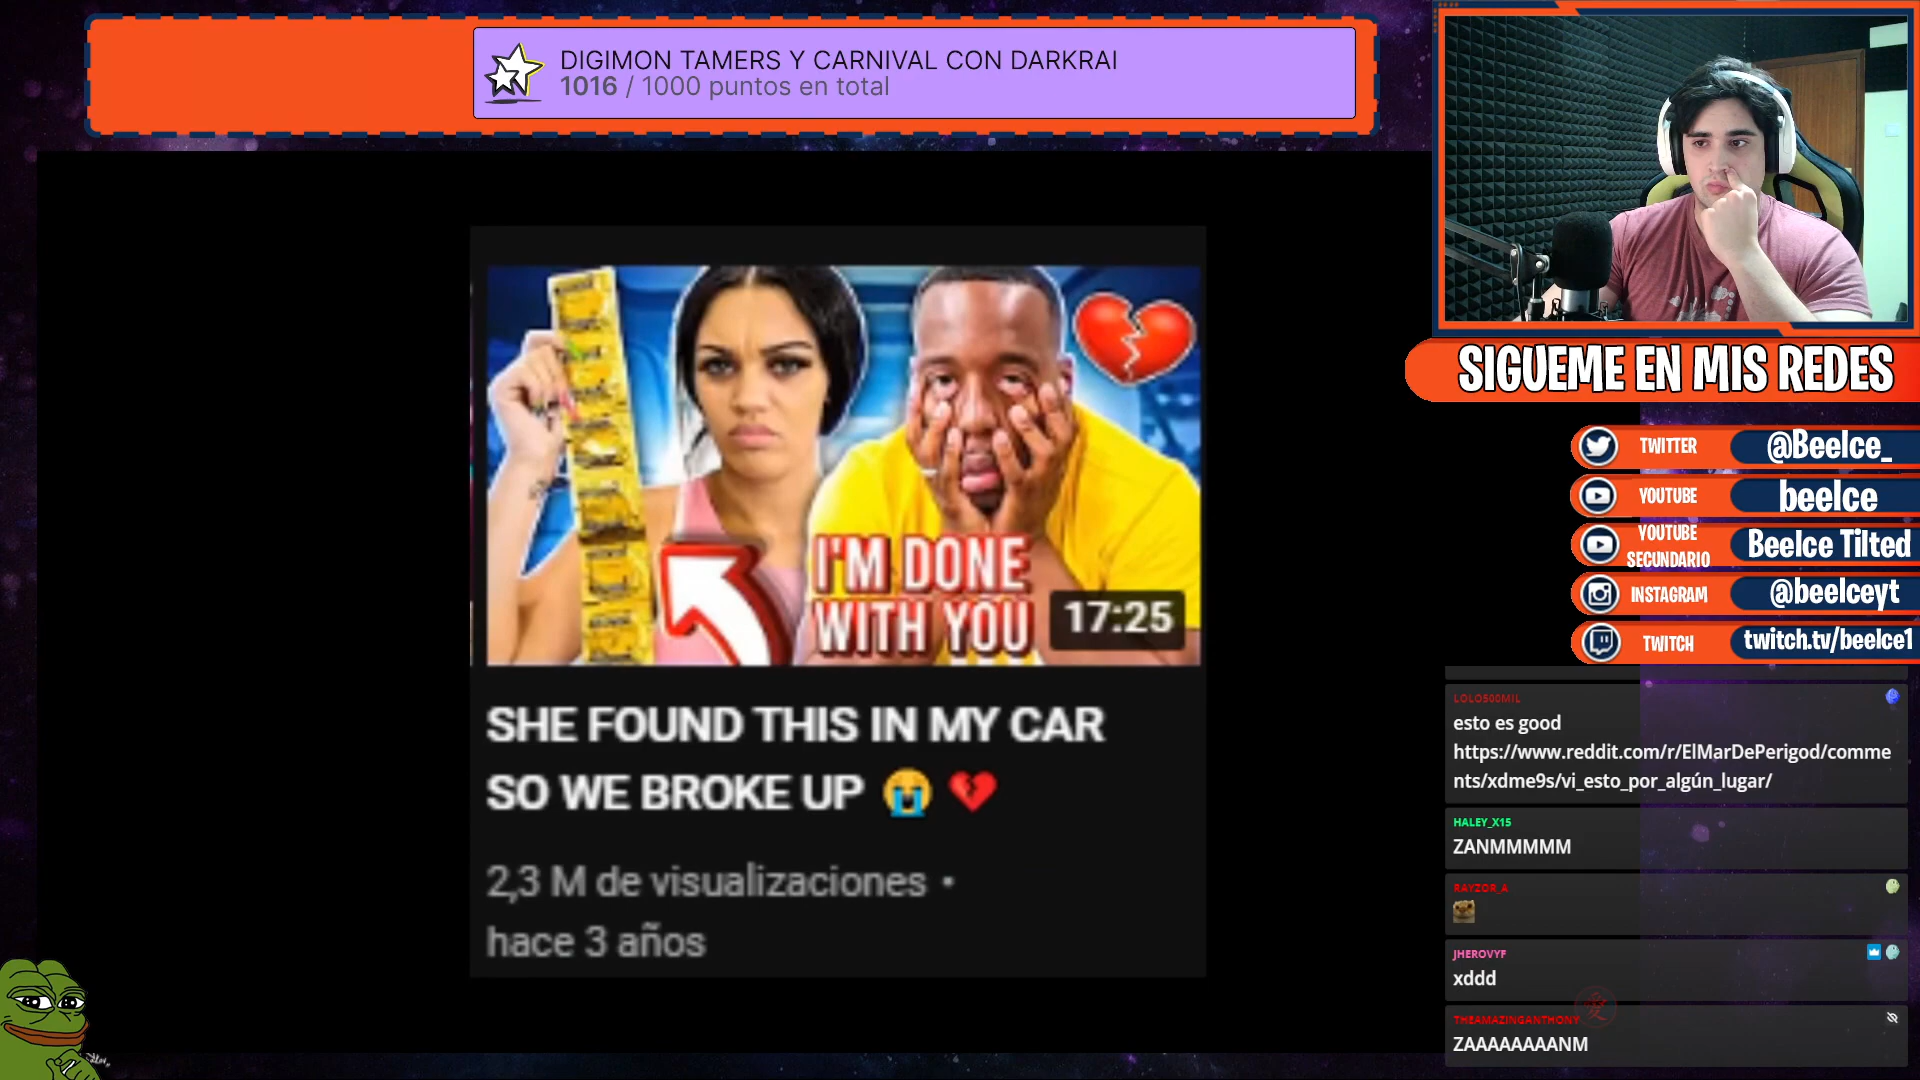 DIGIMON TAMERS Y CARNIVAL CON DARKRAI
1016 / 1000 puntos en total
I'M DONE
WITH YOU
17:25
SHE FOUND THIS IN MY CAR
SO WE BROKE UP 😭 💔
2,3 M de visualizaciones •
hace 3 años
SIGUEME EN MIS REDES
TWITTER @Beelce_
YOUTUBE beelce
YOUTUBE
SECUNDARIO Beelce Tilted
INSTAGRAM @beelceyt
TWITCH twitch.tv/beelce1
LOLO500MIL
esto es good
https://www.reddit.com/r/ElMarDePerigod/comme
nts/xdme9s/vi_esto_por_algún_lugar/
HALEY_X15
ZANMMMMM
RAYZOR_A
JHEROVYF
xddd
THEAMAZINGANTHONY
ZAAAAAAAANM
愛